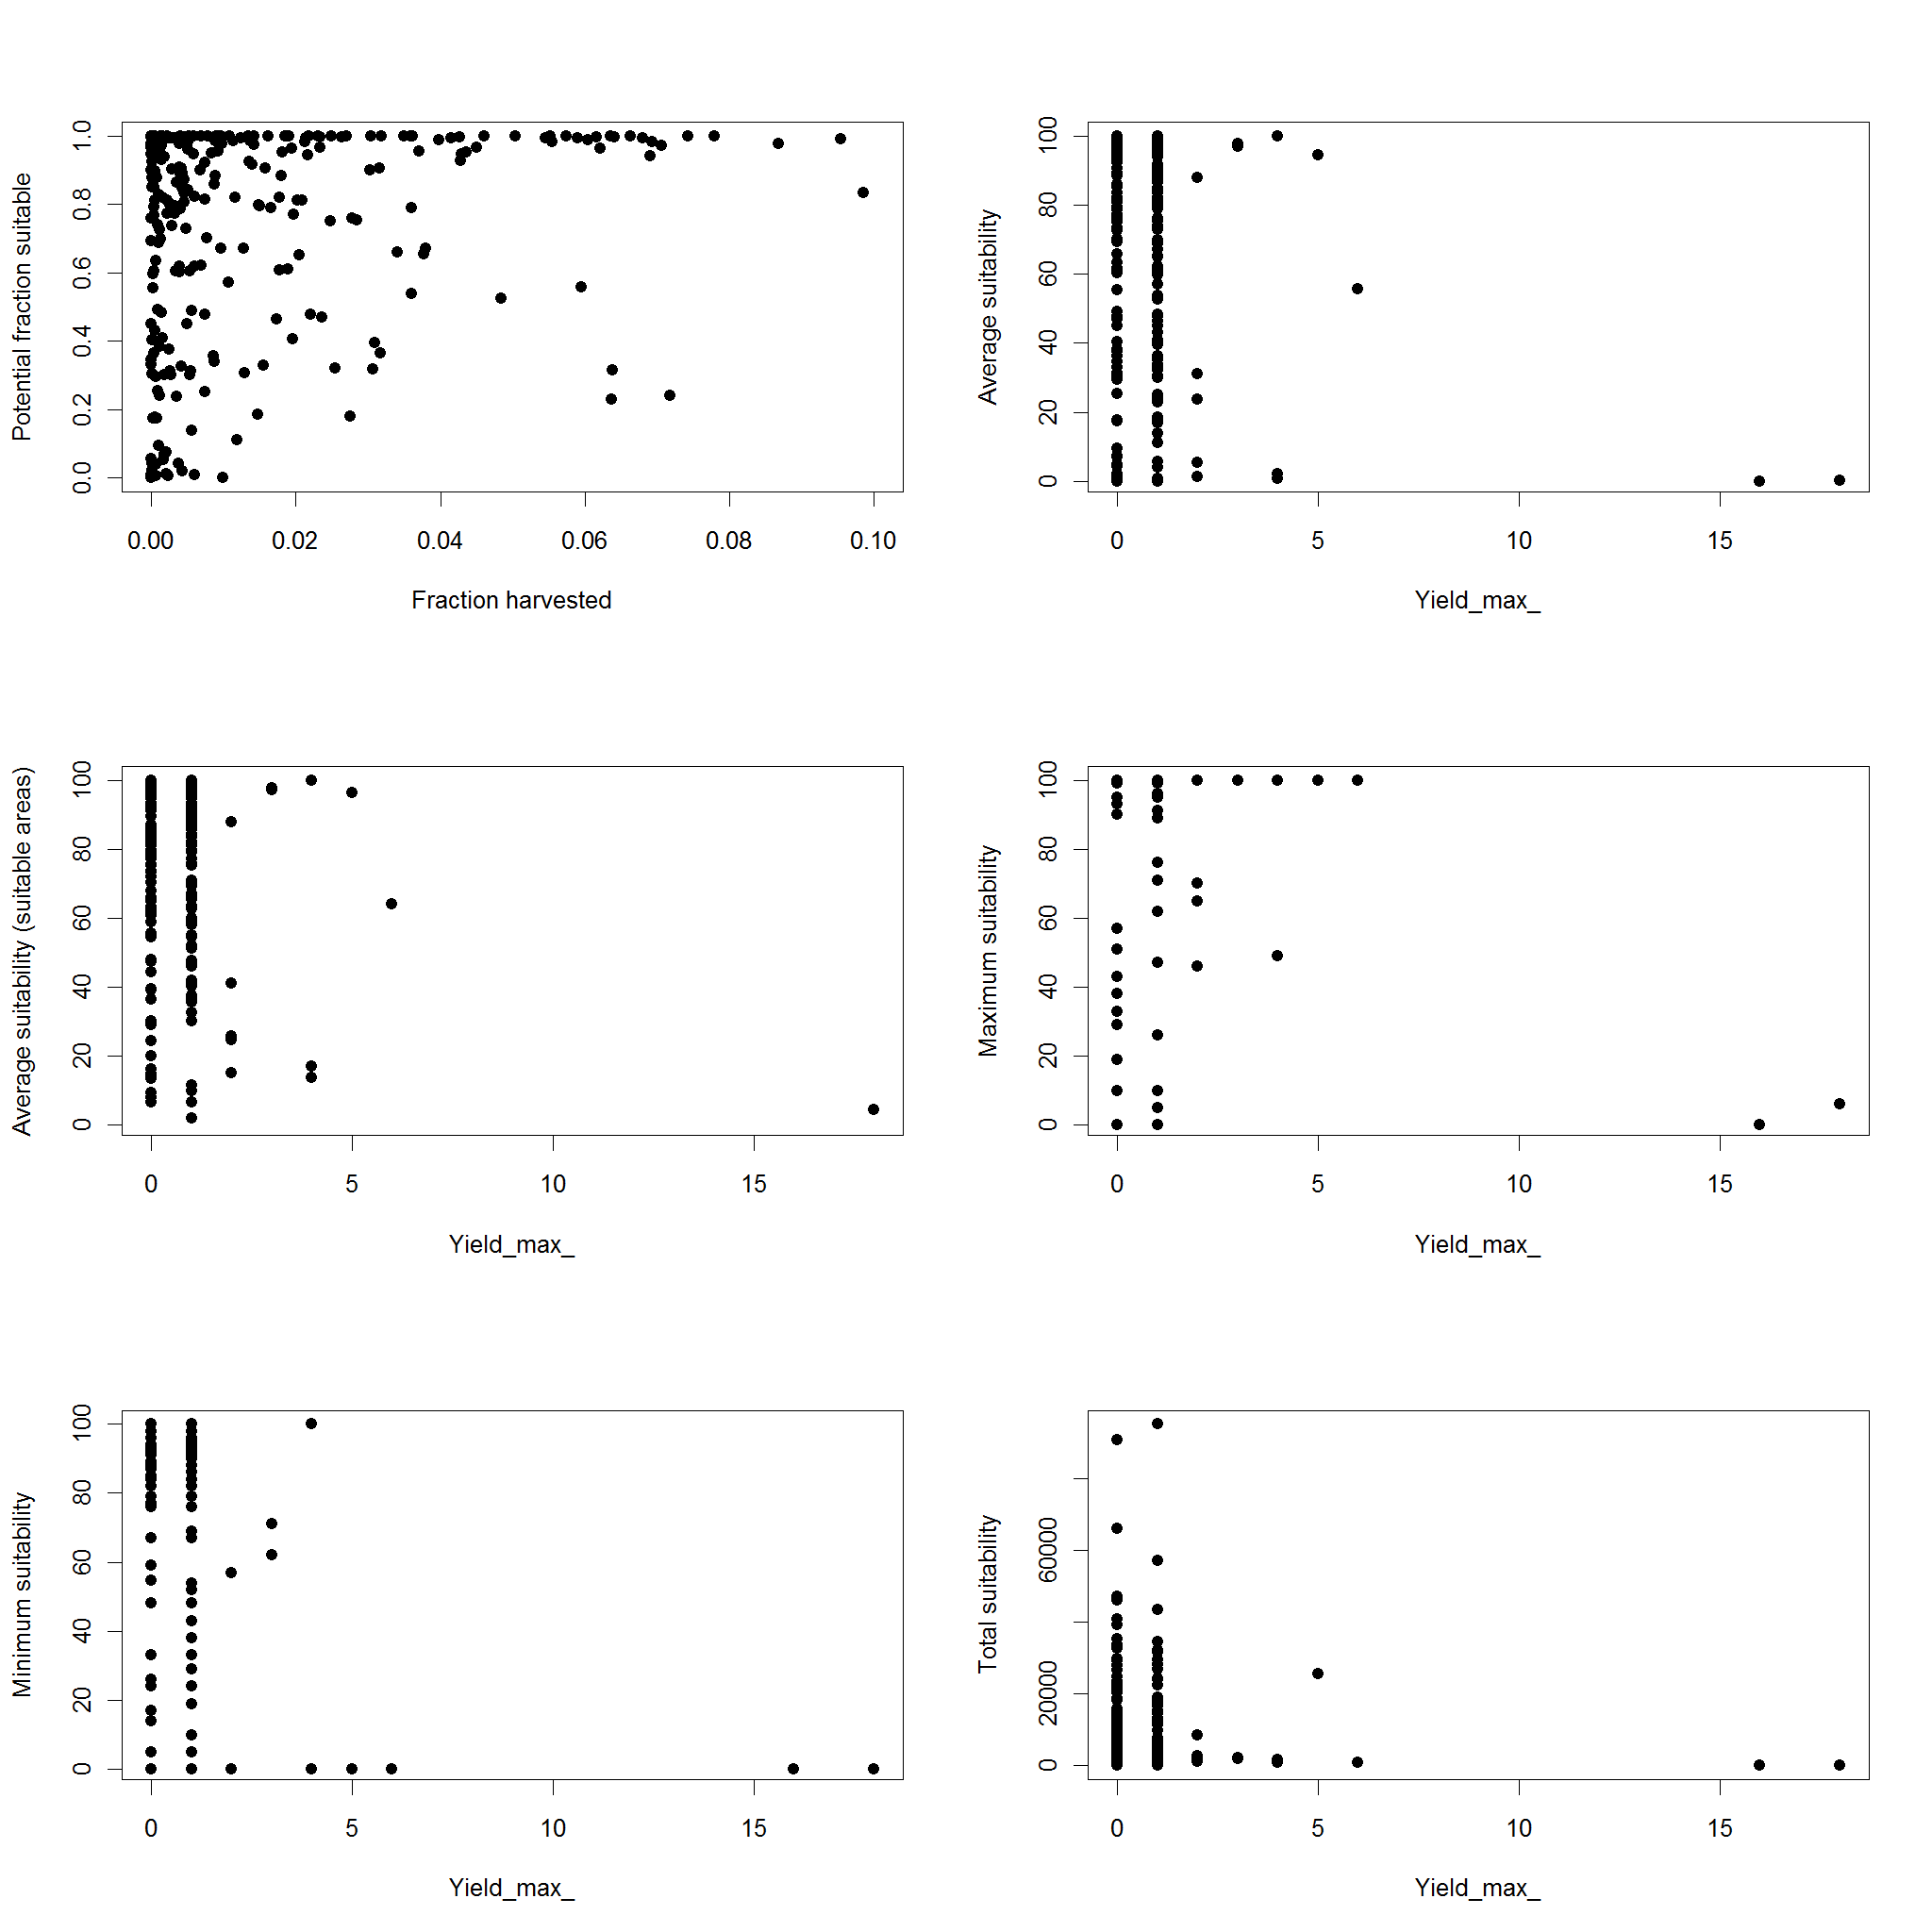 Potential fraction suitable
0.0 0.2 0.4 0.6 0.8 1.0
0.00 0.02 0.04 0.06 0.08 0.10
Fraction harvested
Average suitability
0 20 40 60 80 100
0 5 10 15
Yield_max_
Average suitability (suitable areas)
0 20 40 60 80 100
0 5 10 15
Yield_max_
Maximum suitability
0 20 40 60 80 100
0 5 10 15
Yield_max_
Minimum suitability
0 20 40 60 80 100
0 5 10 15
Yield_max_
Total suitability
0 20000 60000
0 5 10 15
Yield_max_